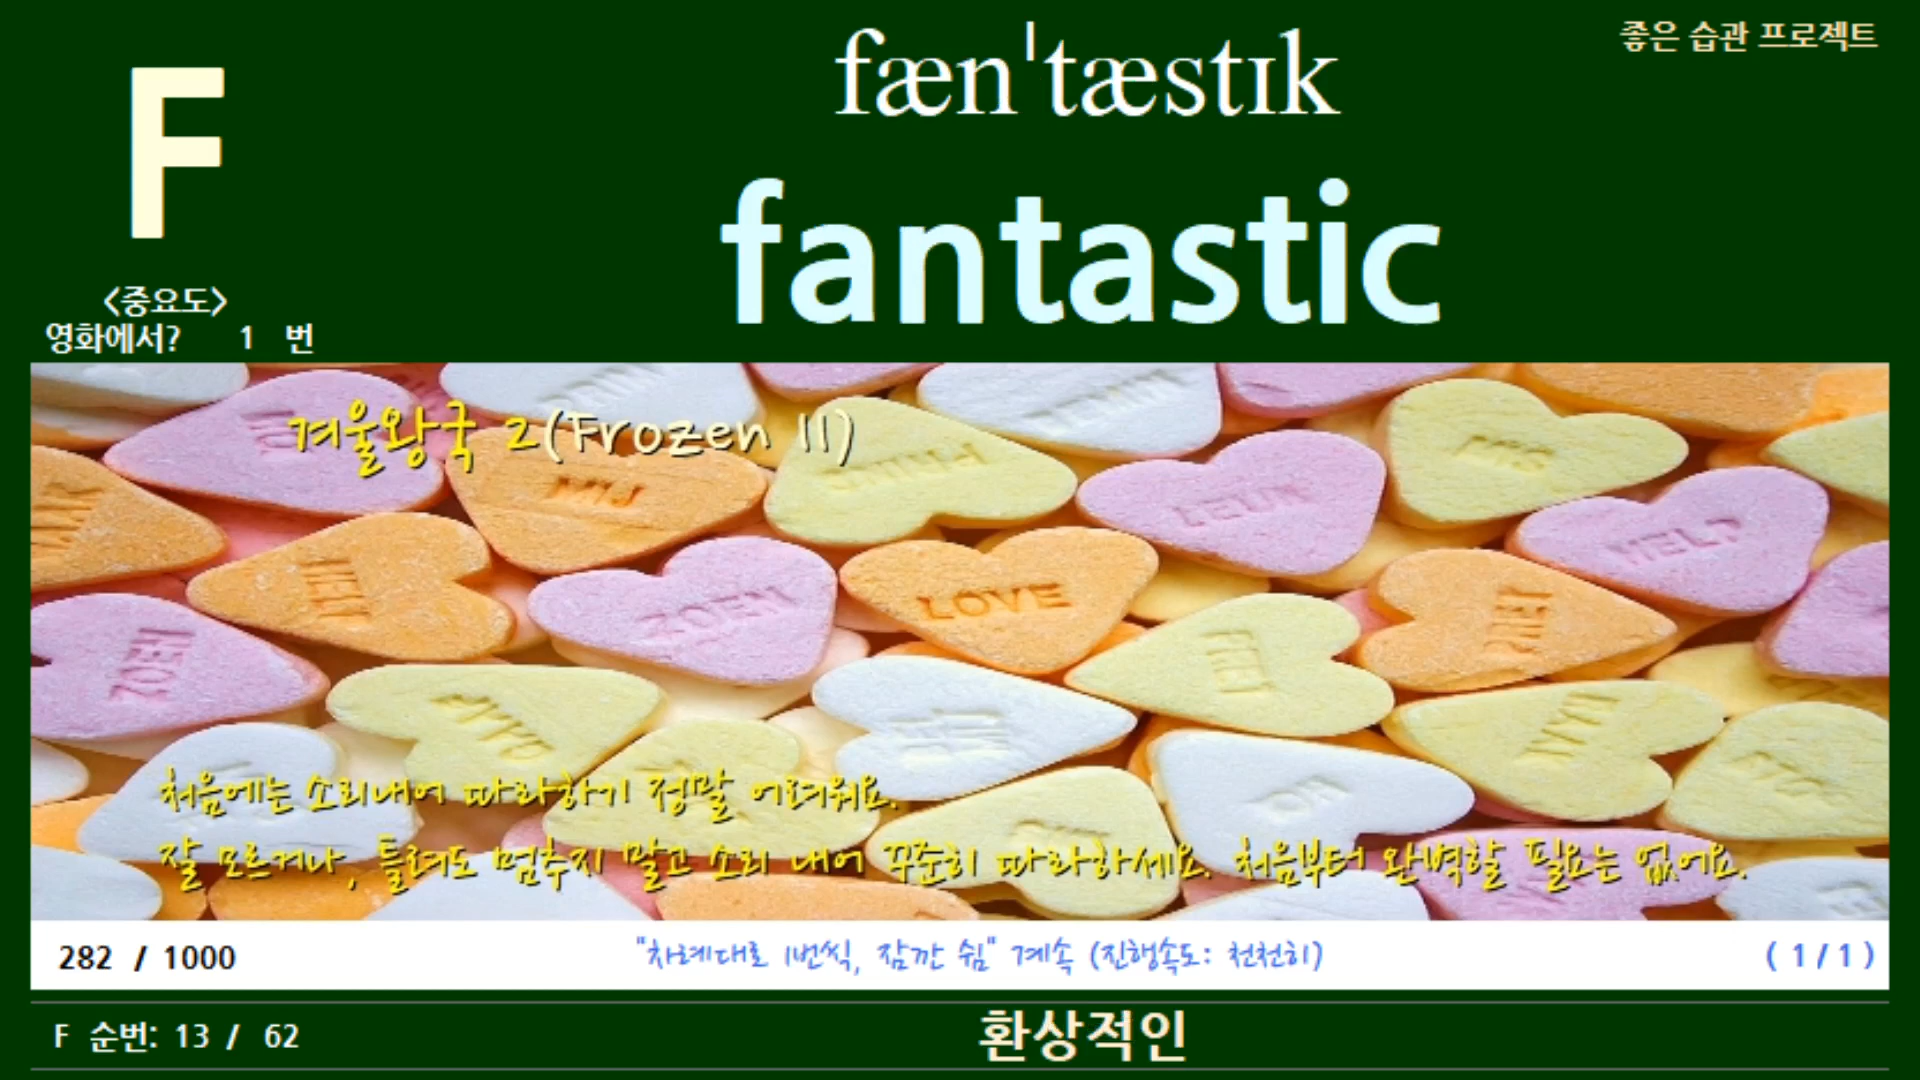 좋은 습관 프로젝트
F
fænˈtæstɪk
fantastic
<중요도>
영화에서? 1 번
겨울왕국 2(Frozen II)
MIJ
LEUK
HELP
LOVE
ZOEN
처음에는 소리내어 따라하기 정말 어려워요.
잘 모르거나, 틀려도 멈추지 말고 소리 내어 꾸준히 따라하세요. 처음부터 완벽할 필요는 없어요.
282 / 1000
"차례대로 1번씩, 잠깐 쉼" 계속 (진행속도: 천천히)
( 1 / 1 )
F 순번: 13 / 62
환상적인